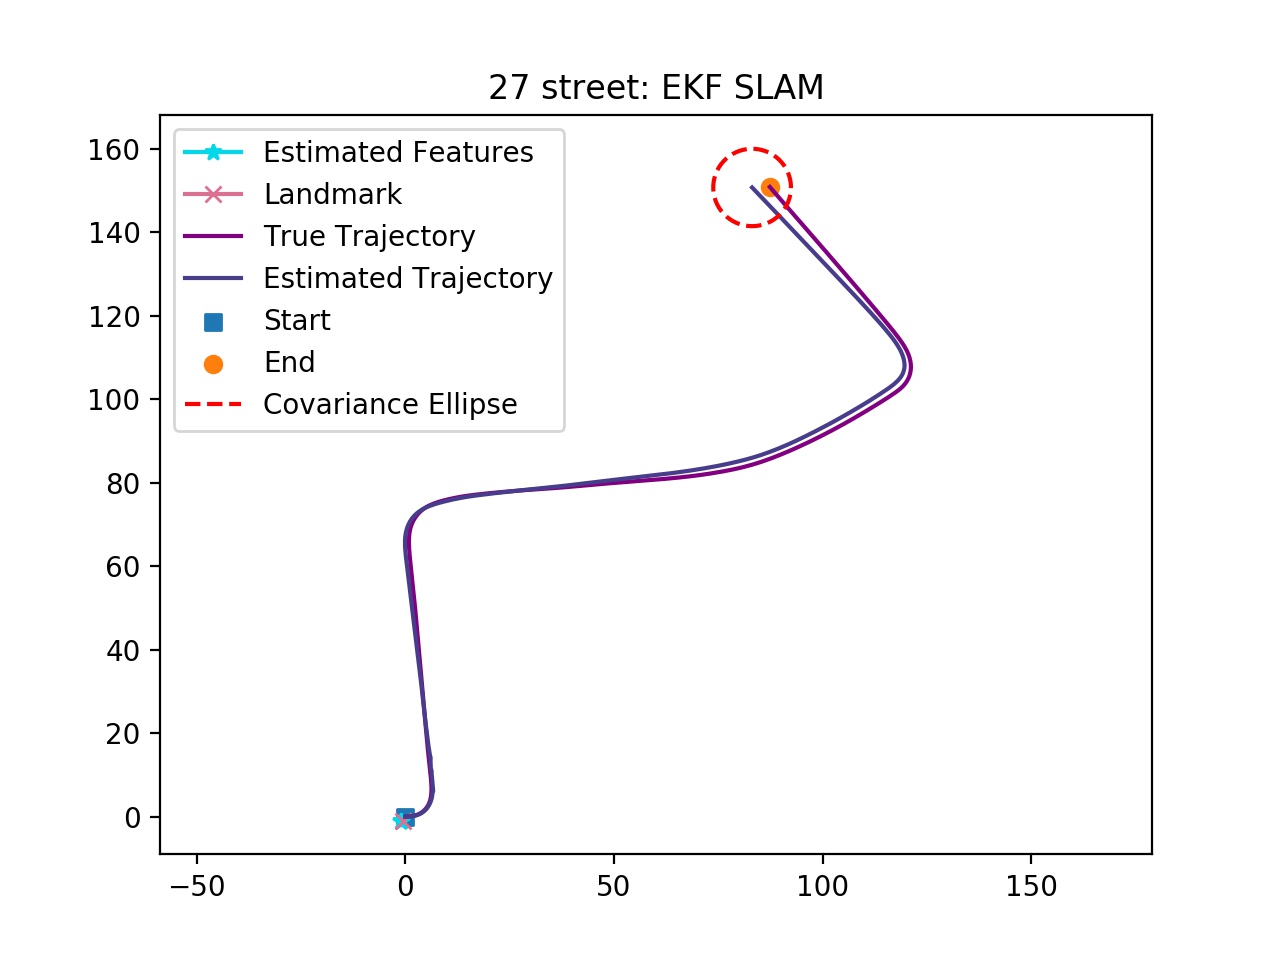 27 street: EKF SLAM
Estimated Features
Landmark
True Trajectory
Estimated Trajectory
Start
End
Covariance Ellipse
160
140
120
100
80
60
40
20
0
−50 0 50 100 150